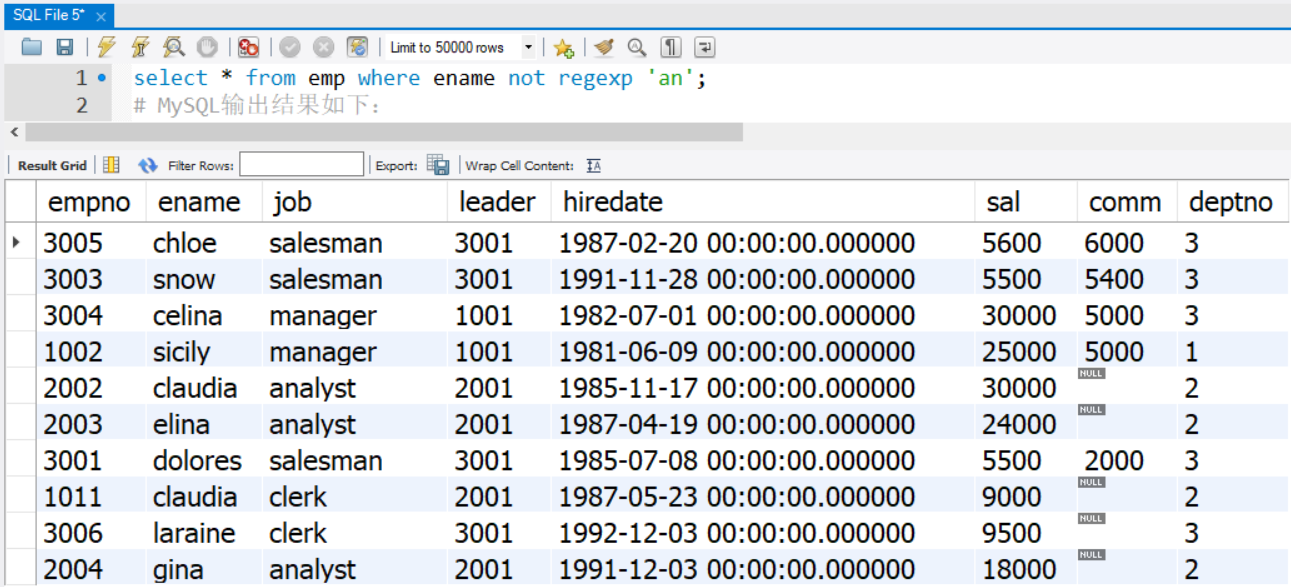 SQL File 5*
Limit to 50000 rows
1 select * from emp where ename not regexp 'an';
2 # MySQL输出结果如下：
Result Grid Filter Rows: Export: Wrap Cell Content: IA
empno ename job leader hiredate sal comm deptno
3005 chloe salesman 3001 1987-02-20 00:00:00.000000 5600 6000 3
3003 snow salesman 3001 1991-11-28 00:00:00.000000 5500 5400 3
3004 celina manager 1001 1982-07-01 00:00:00.000000 30000 5000 3
1002 sicily manager 1001 1981-06-09 00:00:00.000000 25000 5000 1
2002 claudia analyst 2001 1985-11-17 00:00:00.000000 30000 NULL 2
2003 elina analyst 2001 1987-04-19 00:00:00.000000 24000 NULL 2
3001 dolores salesman 3001 1985-07-08 00:00:00.000000 5500 2000 3
1011 claudia clerk 2001 1987-05-23 00:00:00.000000 9000 NULL 2
3006 laraine clerk 3001 1992-12-03 00:00:00.000000 9500 NULL 3
2004 gina analyst 2001 1991-12-03 00:00:00.000000 18000 NULL 2